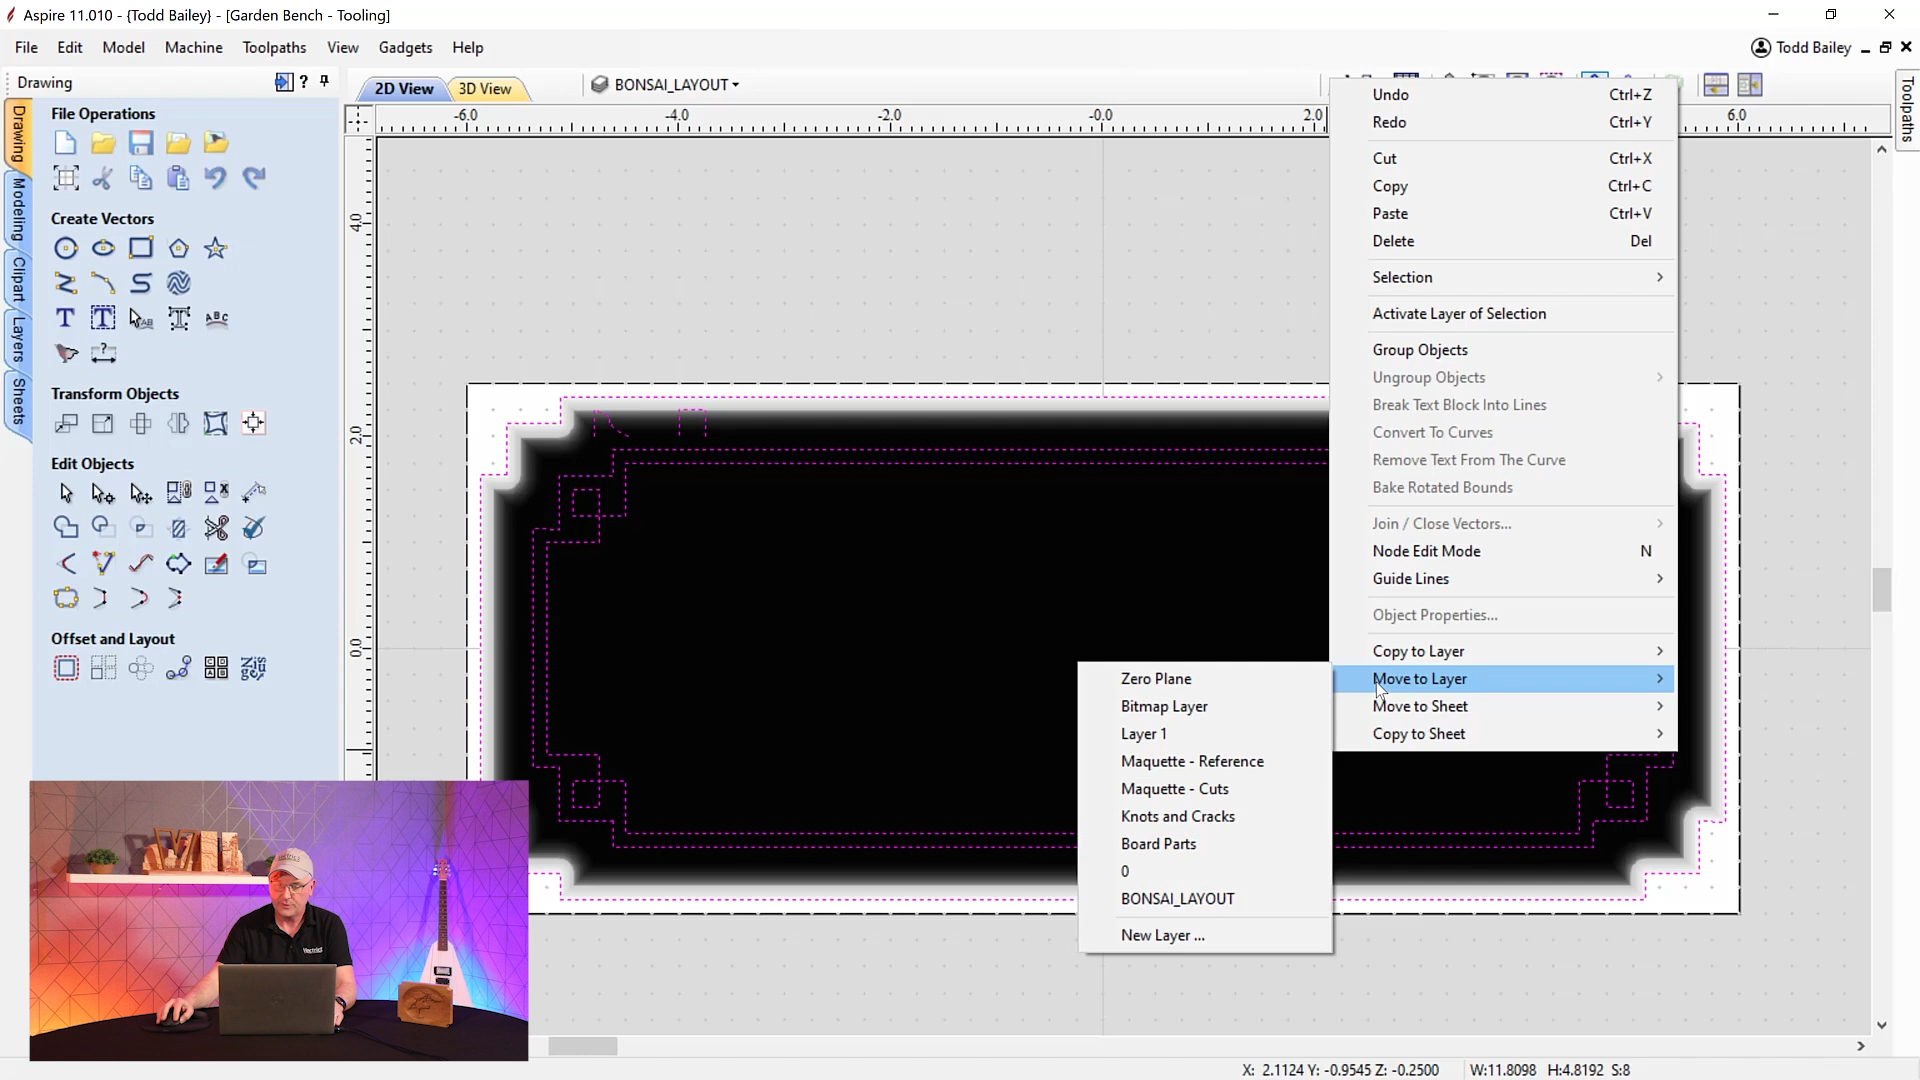 Aspire 11.010 - {Todd Bailey} - [Garden Bench - Tooling]
File Edit Model Machine Toolpaths View Gadgets Help
Todd Bailey
Drawing
2D View 3D View
BONSAI_LAYOUT
Toolpaths
Drawing
Modeling
Clipart
Layers
Sheets
File Operations
Create Vectors
Transform Objects
Edit Objects
Offset and Layout
-6.0 -4.0 -2.0 -0.0 2.0 6.0
4.0
2.0
0.0
Undo Ctrl+Z
Redo Ctrl+Y
Cut Ctrl+X
Copy Ctrl+C
Paste Ctrl+V
Delete Del
Selection
Activate Layer of Selection
Group Objects
Ungroup Objects
Break Text Block Into Lines
Convert To Curves
Remove Text From The Curve
Bake Rotated Bounds
Join / Close Vectors...
Node Edit Mode N
Guide Lines
Object Properties...
Copy to Layer
Move to Layer
Move to Sheet
Copy to Sheet
Zero Plane
Bitmap Layer
Layer 1
Maquette - Reference
Maquette - Cuts
Knots and Cracks
Board Parts
0
BONSAI_LAYOUT
New Layer ...
X: 2.1124 Y: -0.9545 Z: -0.2500 W:11.8098 H:4.8192 S:8